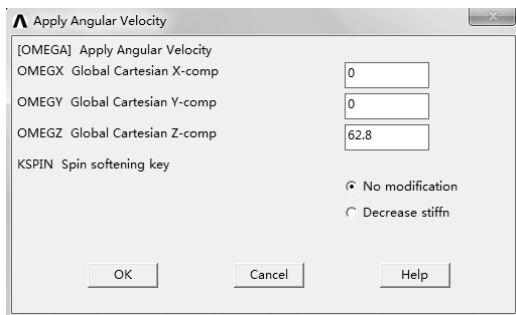 Apply Angular Velocity
[OMEGA] Apply Angular Velocity
OMEGX Global Cartesian X-comp 0
OMEGY Global Cartesian Y-comp 0
OMEGZ Global Cartesian Z-comp 62.8
KSPIN Spin softening key
No modification
Decrease stiffn
OK Cancel Help